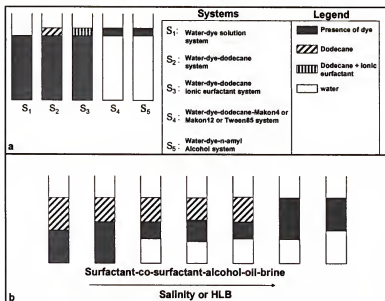 S1 S2 S3 S4 S5
a
Systems
S1: Water-dye solution
system
S2: Water-dye-dodecane
system
S3: Water-dye-dodecane
ionic surfactant system
S4: Water-dye-dodecane-Makon4 or
Makon12 or Tween85 system
S5: Water-dye-n-amyl
Alcohol system
Legend
Presence of dye
Dodecane
Dodecane + ionic
surfactant
water
Surfactant-co-surfactant-alcohol-oil-brine
Salinity or HLB
b